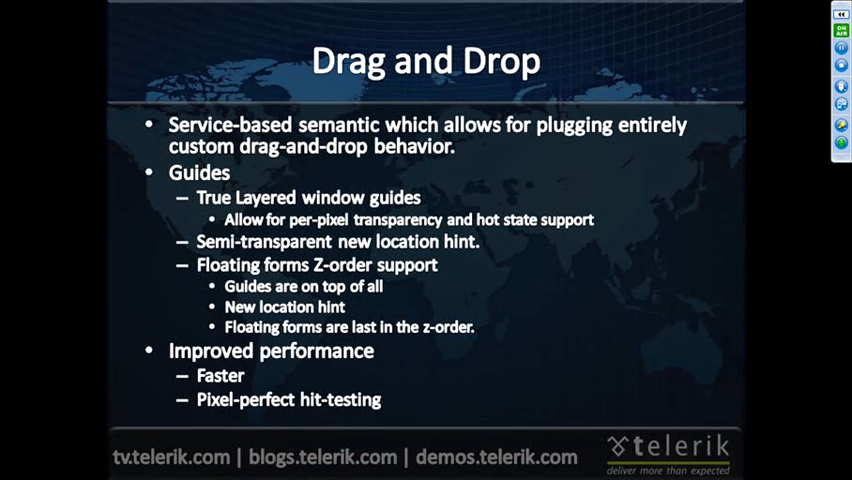 Drag and Drop
• Service-based semantic which allows for plugging entirely
custom drag-and-drop behavior.
• Guides
– True Layered window guides
• Allow for per-pixel transparency and hot state support
– Semi-transparent new location hint.
– Floating forms Z-order support
• Guides are on top of all
• New location hint
• Floating forms are last in the z-order.
• Improved performance
– Faster
– Pixel-perfect hit-testing
tv.telerik.com | blogs.telerik.com | demos.telerik.com
telerik
deliver more than expected
ON
AIR